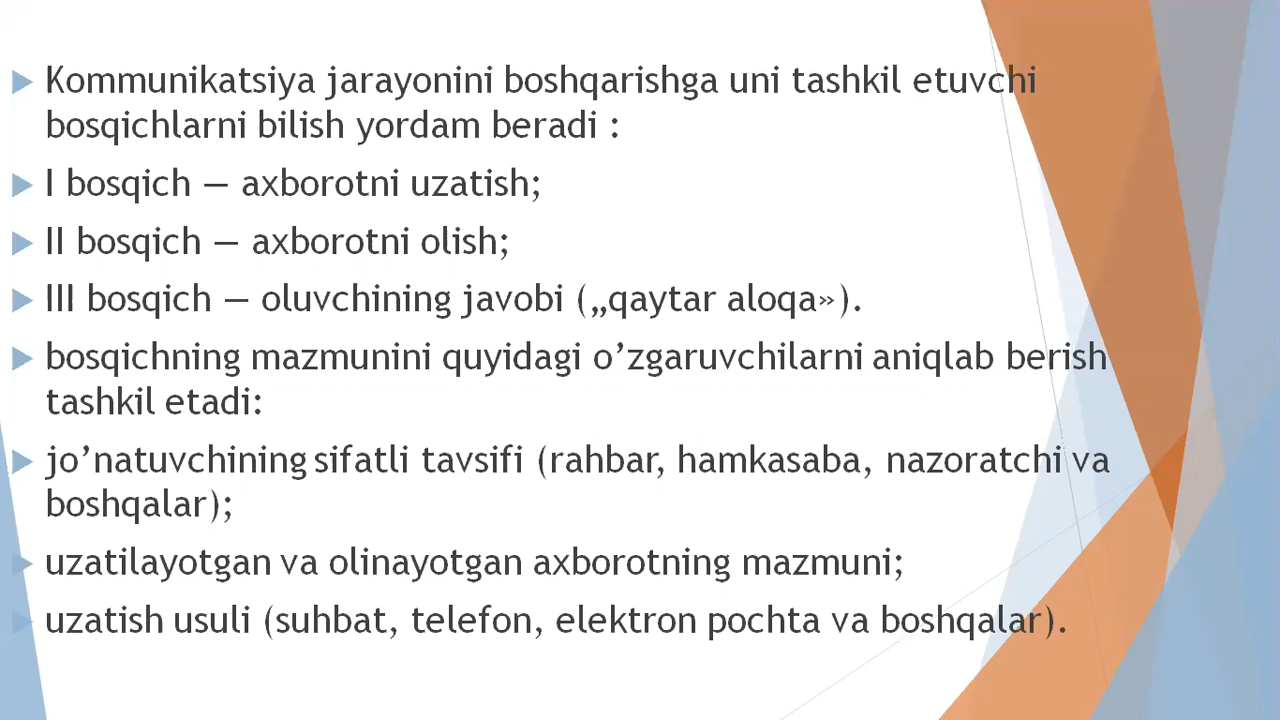 Kommunikatsiya jarayonini boshqarishga uni tashkil etuvchi
bosqichlarni bilish yordam beradi :
I bosqich — axborotni uzatish;
II bosqich — axborotni olish;
III bosqich — oluvchining javobi („qaytar aloqa»).
bosqichning mazmunini quyidagi o’zgaruvchilarni aniqlab berish
tashkil etadi:
jo’natuvchining sifatli tavsifi (rahbar, hamkasaba, nazoratchi va
boshqalar);
uzatilayotgan va olinayotgan axborotning mazmuni;
uzatish usuli (suhbat, telefon, elektron pochta va boshqalar).